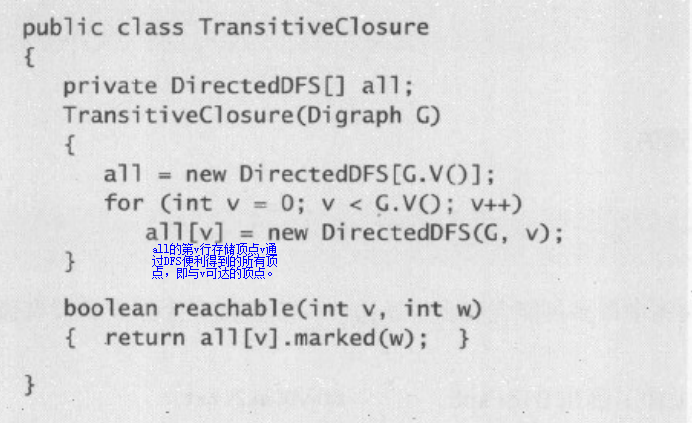 public class TransitiveClosure
{
private DirectedDFS[] all;
TransitiveClosure(Digraph G)
{
all = new DirectedDFS[G.V()];
for (int v = 0; v < G.V(); v++)
all[v] = new DirectedDFS(G, v);
all的第v行存储顶点v通
过DFS便利得到的所有顶
点，即与v可达的顶点。
}
boolean reachable(int v, int w)
{ return all[v].marked(w); }
}